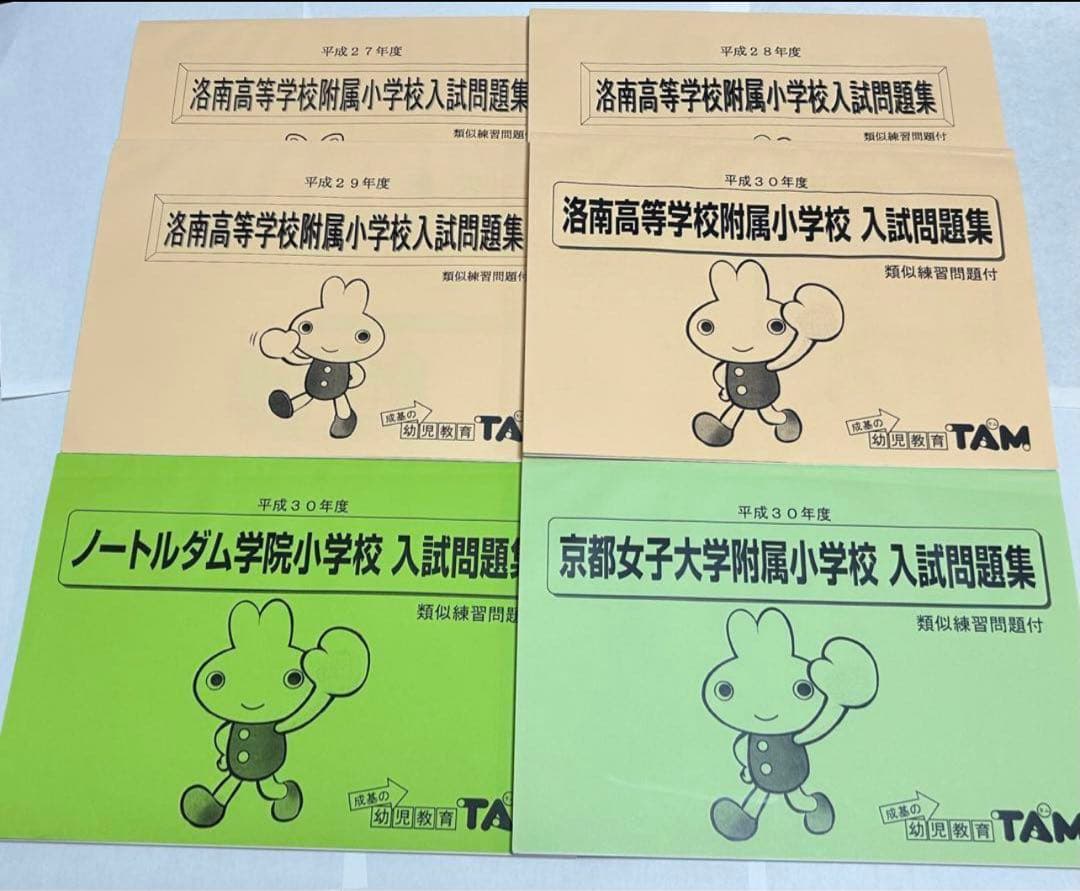 平成２７年度
洛南高等学校附属小学校入試問題集
類似練習問題付
平成２８年度
洛南高等学校附属小学校入試問題集
類似練習問題付
平成２９年度
洛南高等学校附属小学校入試問題集
類似練習問題付
成基の
幼児教育 TA
平成３０年度
洛南高等学校附属小学校 入試問題集
類似練習問題付
成基の
幼児教育 TAM
平成３０年度
ノートルダム学院小学校 入試問題集
類似練習問題
成基の
幼児教育 TA
平成３０年度
京都女子大学附属小学校 入試問題集
類似練習問題付
成基の
幼児教育 TAM